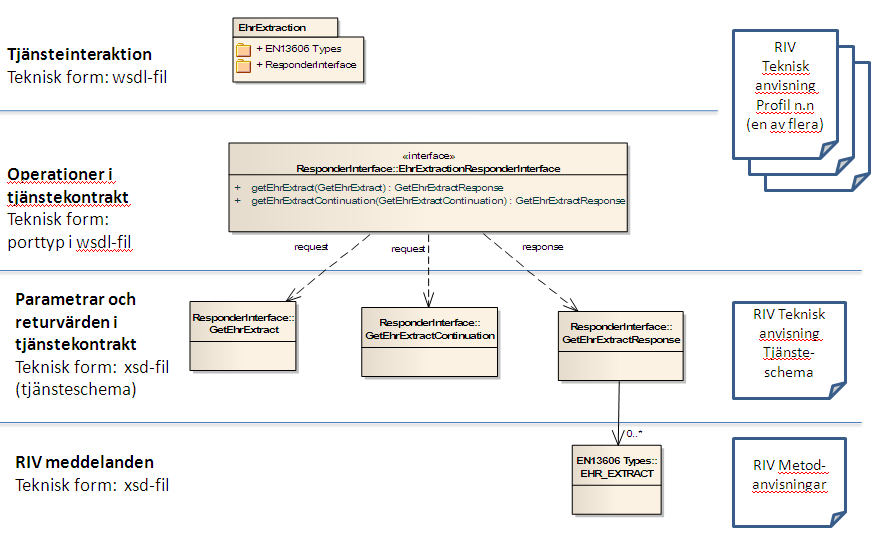 Tjänsteinteraktion
Teknisk form: wsdl-fil
EhrExtraction
+ EN13606 Types
+ ResponderInterface
RIV
Teknisk
anvisning
Profil n.n
(en av flera)
Operationer i
tjänstekontrakt
Teknisk form:
porttyp i wsdl-fil
«interface»
ResponderInterface::EhrExtractionResponderInterface
+ getEhrExtract(GetEhrExtract) : GetEhrExtractResponse
+ getEhrExtractContinuation(GetEhrExtractContinuation) : GetEhrExtractResponse
request
request
response
Parametrar och
returvärden i
tjänstekontrakt
Teknisk form: xsd-fil
(tjänsteschema)
ResponderInterface::
GetEhrExtract
ResponderInterface::
GetEhrExtractContinuation
ResponderInterface::
GetEhrExtractResponse
RIV Teknisk
anvisning
Tjänste-
schema
0..*
RIV meddelanden
Teknisk form: xsd-fil
EN13606 Types::
EHR_EXTRACT
RIV Metod-
anvisningar